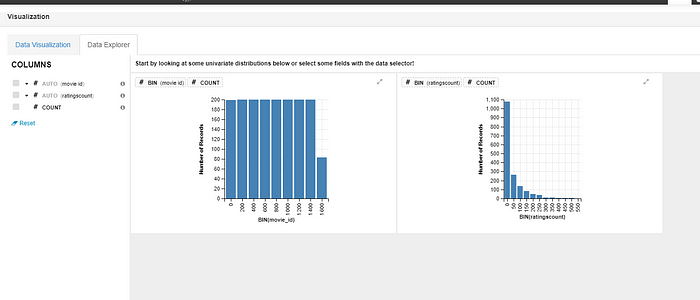 Visualization
Data Visualization
Data Explorer
COLUMNS
# AUTO (movie id)
# AUTO (ratingscount)
# COUNT
Reset
Start by looking at some univariate distributions below or select some fields with the data selector!
# BIN (movie id) # COUNT
Number of Records
200
180
160
140
120
100
80
60
40
20
0
0 200 400 600 800 1000 1200 1400 1600
BIN(movie_id)
# BIN (ratingscount) # COUNT
Number of Records
1,100
1,000
900
800
700
600
500
400
300
200
100
0
0 50 100 150 200 250 300 350 400 450 500 550
BIN(ratingscount)